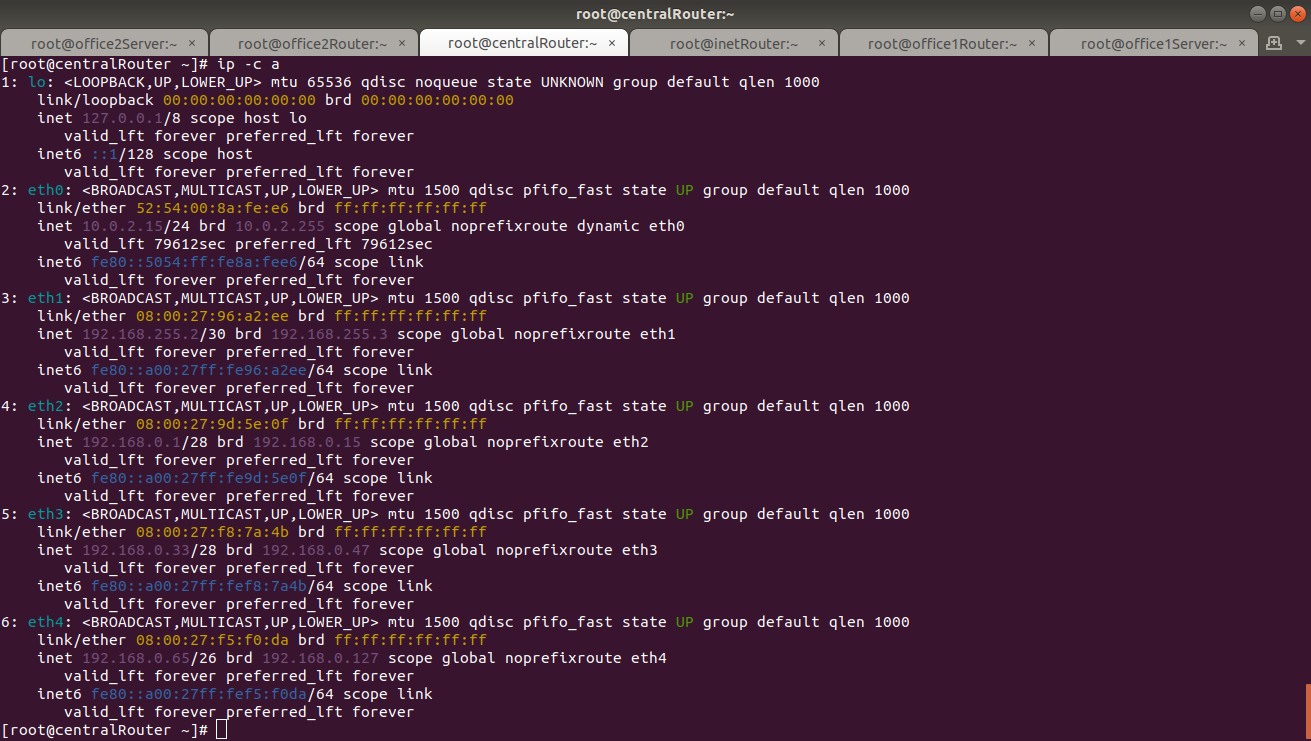 root@centralRouter:~
root@office2Server:~ × root@office2Router:~ × root@centralRouter:~ × root@inetRouter:~ × root@office1Router:~ × root@office1Server:~ ×
[root@centralRouter ~]# ip -c a
1: lo: <LOOPBACK,UP,LOWER_UP> mtu 65536 qdisc noqueue state UNKNOWN group default qlen 1000
    link/loopback 00:00:00:00:00:00 brd 00:00:00:00:00:00
    inet 127.0.0.1/8 scope host lo
       valid_lft forever preferred_lft forever
    inet6 ::1/128 scope host
       valid_lft forever preferred_lft forever
2: eth0: <BROADCAST,MULTICAST,UP,LOWER_UP> mtu 1500 qdisc pfifo_fast state UP group default qlen 1000
    link/ether 52:54:00:8a:fe:e6 brd ff:ff:ff:ff:ff:ff
    inet 10.0.2.15/24 brd 10.0.2.255 scope global noprefixroute dynamic eth0
       valid_lft 79612sec preferred_lft 79612sec
    inet6 fe80::5054:ff:fe8a:fee6/64 scope link
       valid_lft forever preferred_lft forever
3: eth1: <BROADCAST,MULTICAST,UP,LOWER_UP> mtu 1500 qdisc pfifo_fast state UP group default qlen 1000
    link/ether 08:00:27:96:a2:ee brd ff:ff:ff:ff:ff:ff
    inet 192.168.255.2/30 brd 192.168.255.3 scope global noprefixroute eth1
       valid_lft forever preferred_lft forever
    inet6 fe80::a00:27ff:fe96:a2ee/64 scope link
       valid_lft forever preferred_lft forever
4: eth2: <BROADCAST,MULTICAST,UP,LOWER_UP> mtu 1500 qdisc pfifo_fast state UP group default qlen 1000
    link/ether 08:00:27:9d:5e:0f brd ff:ff:ff:ff:ff:ff
    inet 192.168.0.1/28 brd 192.168.0.15 scope global noprefixroute eth2
       valid_lft forever preferred_lft forever
    inet6 fe80::a00:27ff:fe9d:5e0f/64 scope link
       valid_lft forever preferred_lft forever
5: eth3: <BROADCAST,MULTICAST,UP,LOWER_UP> mtu 1500 qdisc pfifo_fast state UP group default qlen 1000
    link/ether 08:00:27:f8:7a:4b brd ff:ff:ff:ff:ff:ff
    inet 192.168.0.33/28 brd 192.168.0.47 scope global noprefixroute eth3
       valid_lft forever preferred_lft forever
    inet6 fe80::a00:27ff:fef8:7a4b/64 scope link
       valid_lft forever preferred_lft forever
6: eth4: <BROADCAST,MULTICAST,UP,LOWER_UP> mtu 1500 qdisc pfifo_fast state UP group default qlen 1000
    link/ether 08:00:27:f5:f0:da brd ff:ff:ff:ff:ff:ff
    inet 192.168.0.65/26 brd 192.168.0.127 scope global noprefixroute eth4
       valid_lft forever preferred_lft forever
    inet6 fe80::a00:27ff:fef5:f0da/64 scope link
       valid_lft forever preferred_lft forever
[root@centralRouter ~]#